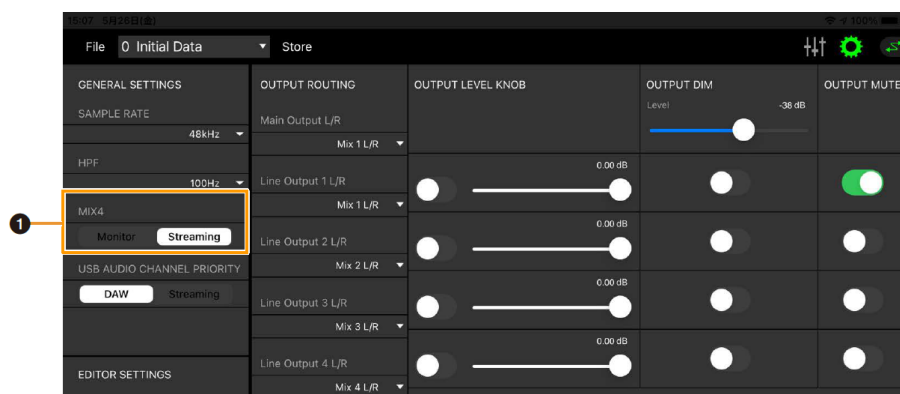 15:07 5月26日(金)
100%
File 0 Initial Data Store
GENERAL SETTINGS
SAMPLE RATE
48kHz
HPF
100Hz
MIX4
Monitor Streaming
USB AUDIO CHANNEL PRIORITY
DAW Streaming
EDITOR SETTINGS
OUTPUT ROUTING
Main Output L/R
Mix 1 L/R
Line Output 1 L/R
Mix 1 L/R
Line Output 2 L/R
Mix 2 L/R
Line Output 3 L/R
Mix 3 L/R
Line Output 4 L/R
Mix 4 L/R
OUTPUT LEVEL KNOB
0.00 dB
0.00 dB
0.00 dB
0.00 dB
OUTPUT DIM
Level -36 dB
OUTPUT MUTE
1